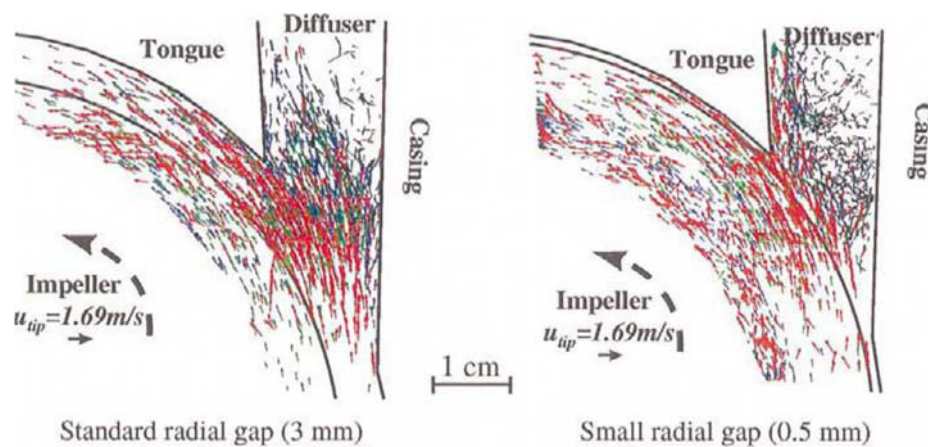 Diffuser
Tongue
Casing
Impeller
u_tip=1.69m/s
Standard radial gap (3 mm)
1 cm
Diffuser
Tongue
Casing
Impeller
u_tip=1.69m/s
Small radial gap (0.5 mm)